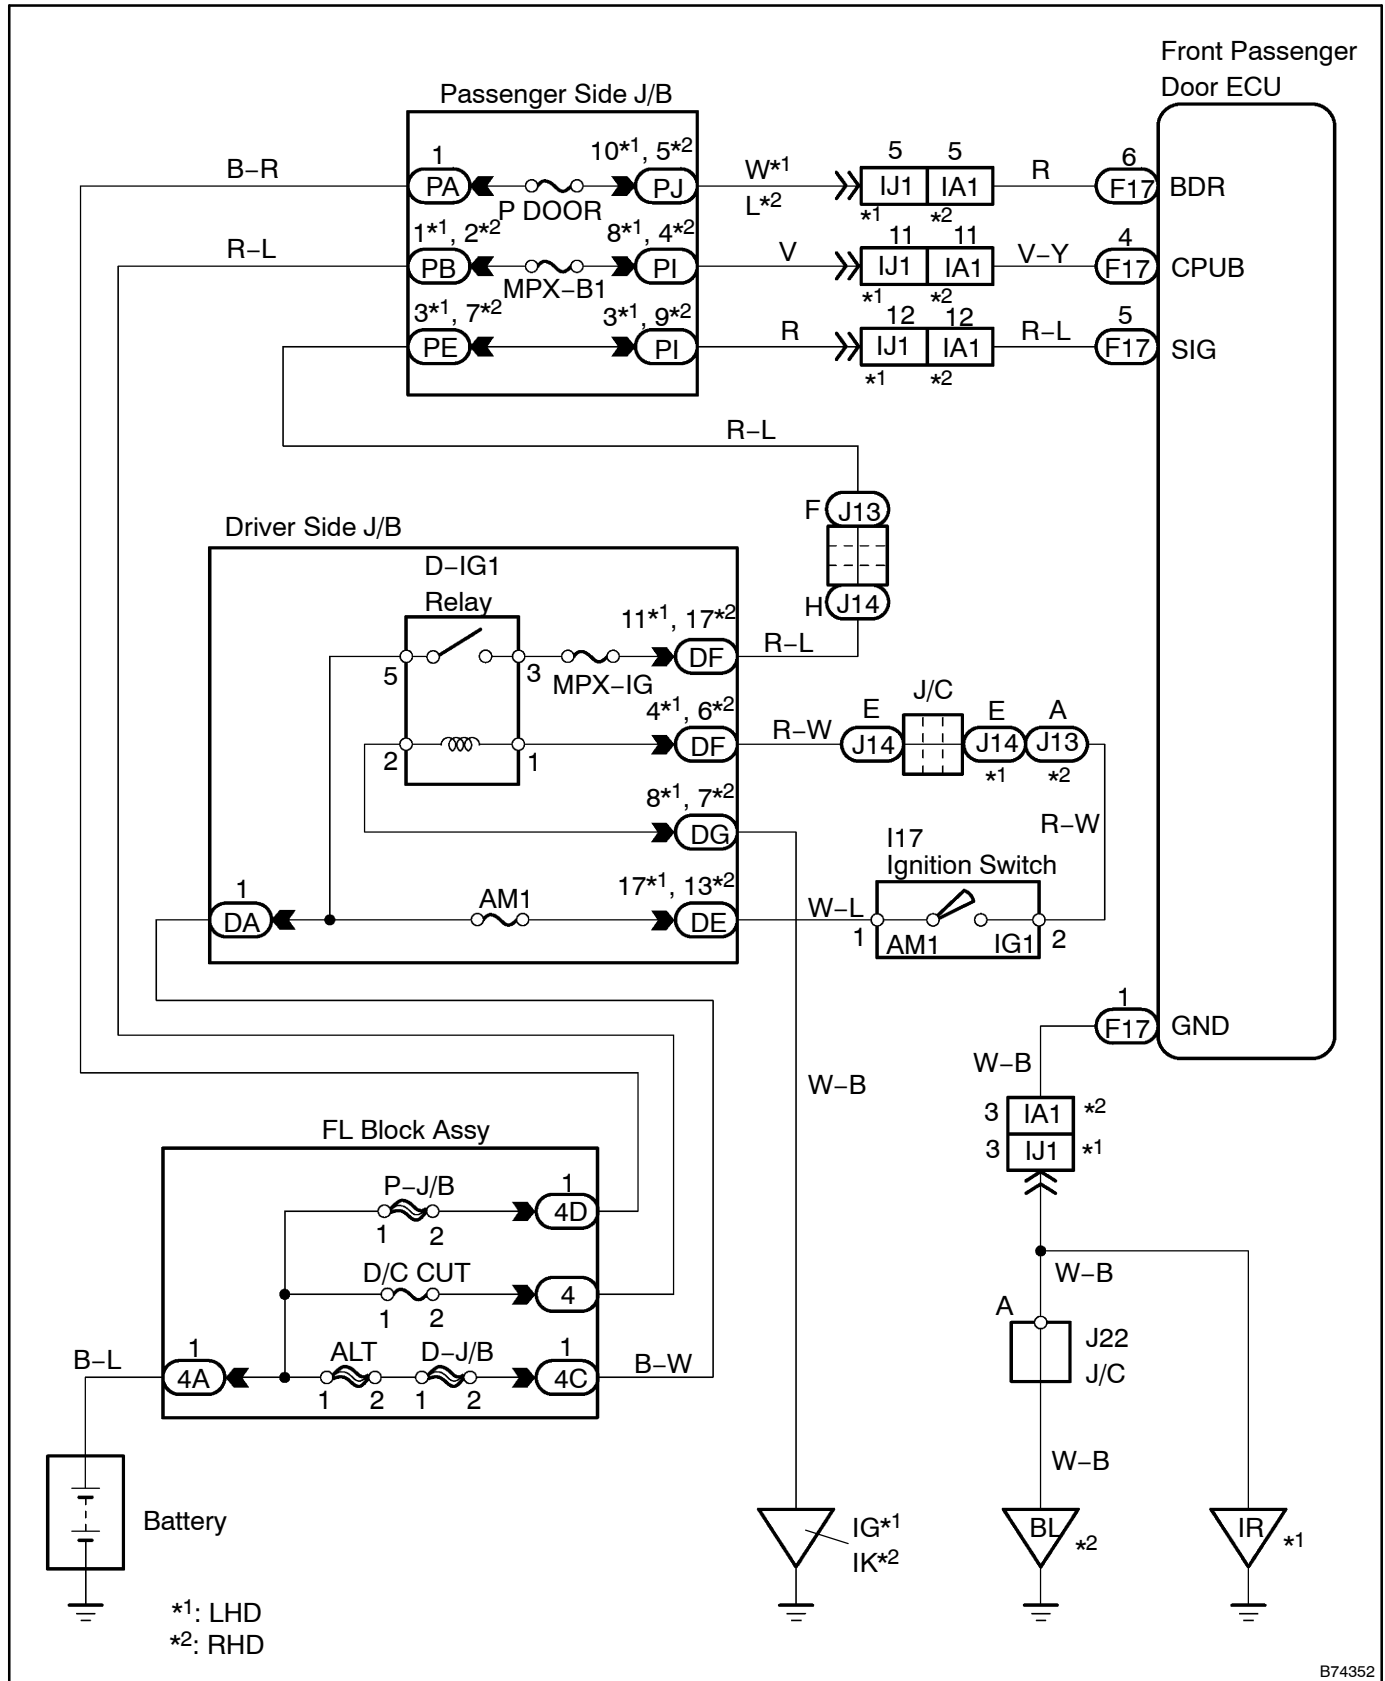 Front Passenger
Door ECU
Passenger Side J/B
B–R
1
PA
P DOOR
10*1, 5*2
PJ
W*1
L*2
5 5
IJ1 IA1
*1 *2
R
6
F17
BDR
R–L
1*1, 2*2
PB
MPX–B1
8*1, 4*2
PI
V
11 11
IJ1 IA1
*1 *2
V–Y
4
F17
CPUB
3*1, 7*2
PE
3*1, 9*2
PI
R
12 12
IJ1 IA1
*1 *2
R–L
5
F17
SIG
R–L
F J13
H J14
Driver Side J/B
D–IG1
Relay
5
3
MPX–IG
11*1, 17*2
DF
R–L
2
1
4*1, 6*2
DF
R–W
E
J14
J/C
E
J14
*1
A
J13
*2
8*1, 7*2
DG
R–W
I17
Ignition Switch
1
DA
AM1
17*1, 13*2
DE
W–L
1
AM1 IG1
2
1
F17
GND
W–B
W–B
3 IA1 *2
3 IJ1 *1
FL Block Assy
P–J/B
1 2
1
4D
D/C CUT
1 2
4
W–B
A
J22
J/C
B–L
1
4A
ALT
1 2
D–J/B
1 2
1
4C
B–W
W–B
Battery
IG*1
IK*2
BL *2
IR *1
*1: LHD
*2: RHD
B74352